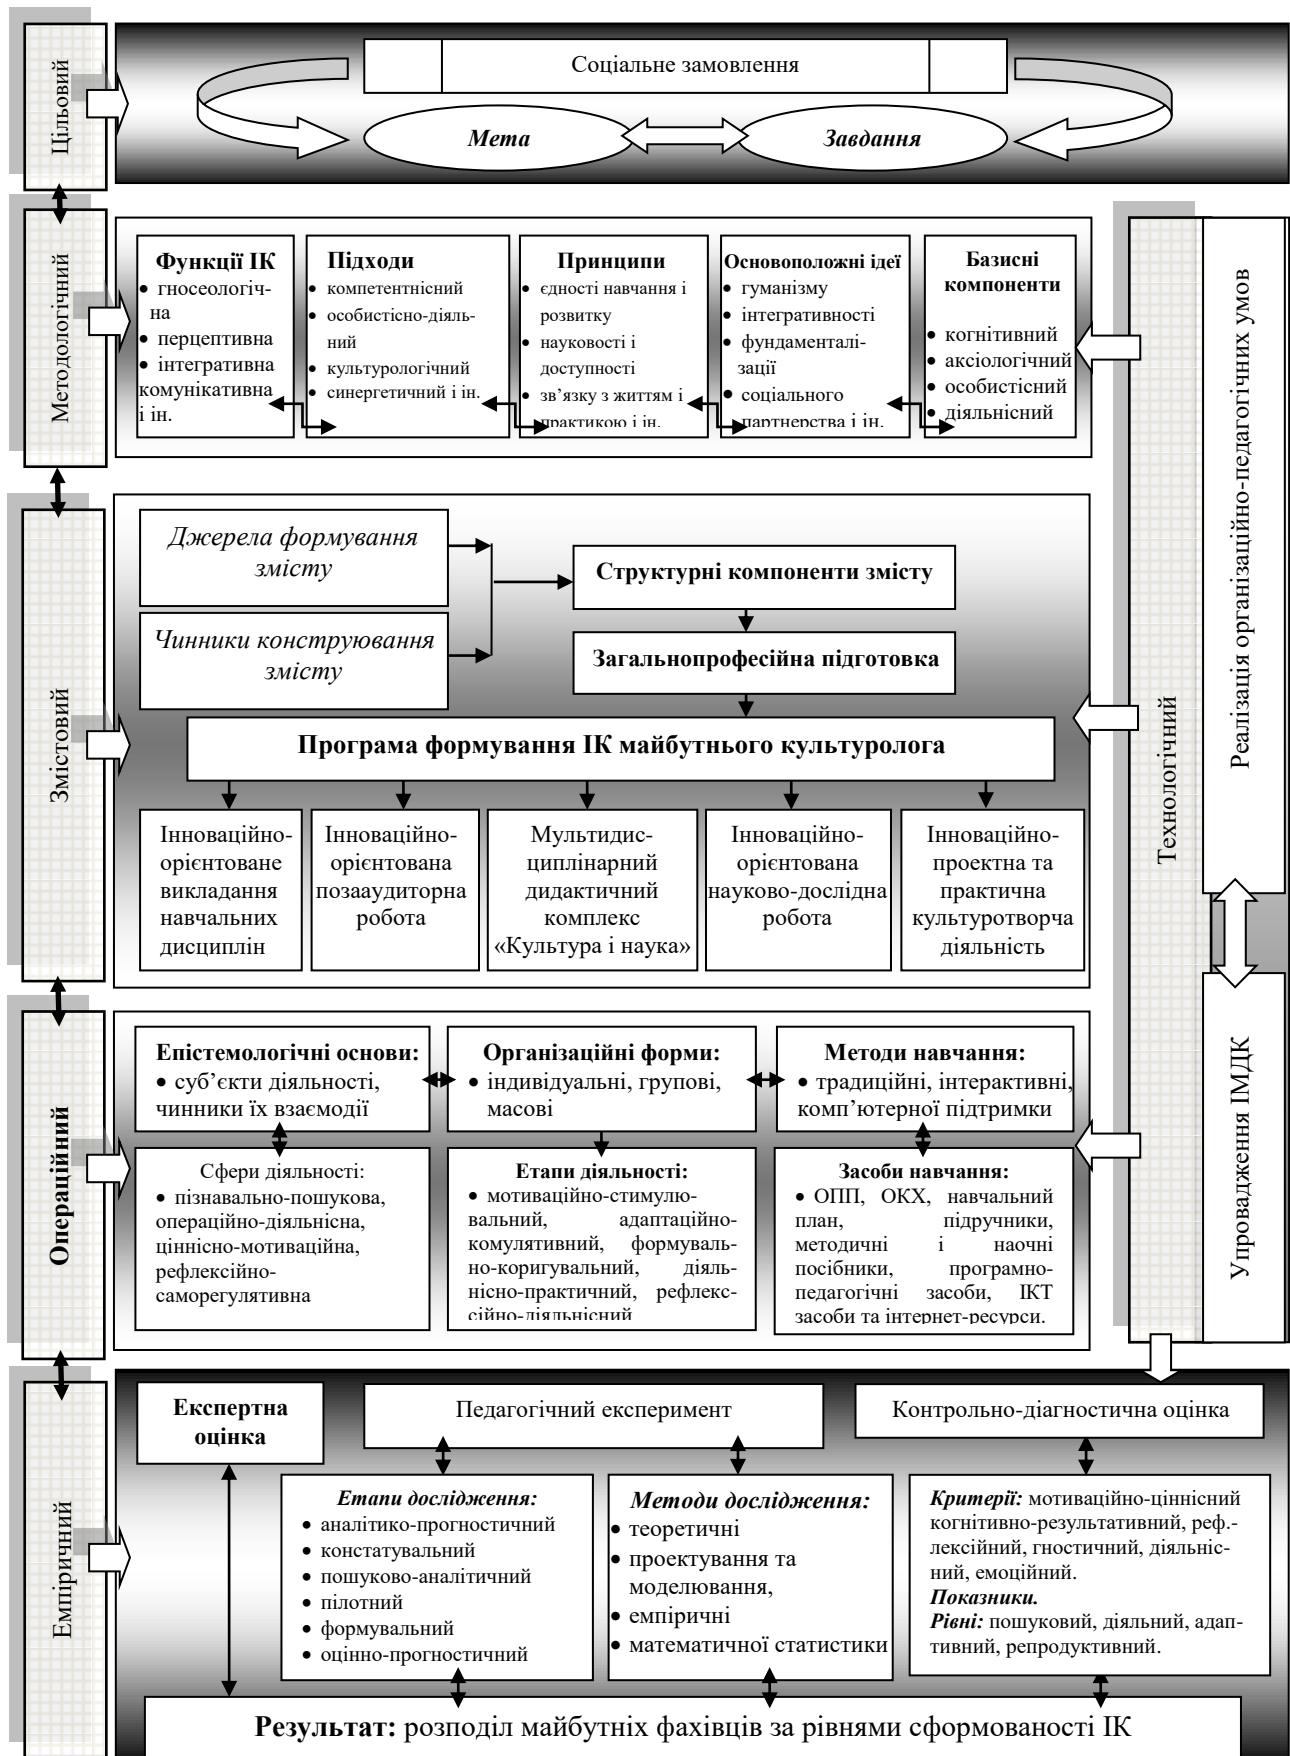 Цільовий
Соціальне замовлення
Мета
Завдання
Методологічний
Функції ІК
• гносеологіч-
на
• перцептивна
• інтегративна
комунікативна
і ін.
Підходи
• компетентнісний
• особистісно-діяль-
ний
• культурологічний
• синергетичний і ін.
Принципи
• єдності навчання і
розвитку
• науковості і
доступності
• зв’язку з життям і
практикою і ін.
Основоположні ідеї
• гуманізму
• інтегративності
• фундаменталі-
зації
• соціального
партнерства і ін.
Базисні
компоненти
• когнітивний
• аксіологічний
• особистісний
• діяльнісний
Технологічний
Реалізація організаційно-педагогічних умов
Упровадження ІМДК
Змістовий
Джерела формування
змісту
Чинники конструювання
змісту
Структурні компоненти змісту
Загальнопрофесійна підготовка
Програма формування ІК майбутнього культуролога
Інноваційно-
орієнтоване
викладання
навчальних
дисциплін
Інноваційно-
орієнтована
позааудиторна
робота
Мультидис-
циплінарний
дидактичний
комплекс
«Культура і наука»
Інноваційно-
орієнтована
науково-дослідна
робота
Інноваційно-
проектна та
практична
культуротворча
діяльність
Операційний
Епістемологічні основи:
• суб’єкти діяльності,
чинники їх взаємодії
Організаційні форми:
• індивідуальні, групові,
масові
Методи навчання:
• традиційні, інтерактивні,
комп’ютерної підтримки
Сфери діяльності:
• пізнавально-пошукова,
операційно-діяльнісна,
ціннісно-мотиваційна,
рефлексійно-
саморегулятивна
Етапи діяльності:
• мотиваційно-стимулю-
вальний, адаптаційно-
комулятивний, формуваль-
но-коригувальний, діяль-
нісно-практичний, рефлекс-
сійно-діяльнісний
Засоби навчання:
• ОПП, ОКХ, навчальний
план, підручники,
методичні і наочні
посібники, програмно-
педагогічні засоби, ІКТ
засоби та інтернет-ресурси.
Емпіричний
Експертна
оцінка
Педагогічний експеримент
Контрольно-діагностична оцінка
Етапи дослідження:
• аналітико-прогностичний
• констатувальний
• пошуково-аналітичний
• пілотний
• формувальний
• оцінно-прогностичний
Методи дослідження:
• теоретичні
• проектування та
моделювання,
• емпіричні
• математичної статистики
Критерії: мотиваційно-ціннісний
когнітивно-результативний, реф.-
лексійний, гностичний, діяльніс-
ний, емоційний.
Показники.
Рівні: пошуковий, діяльний, адап-
тивний, репродуктивний.
Результат: розподіл майбутніх фахівців за рівнями сформованості ІК